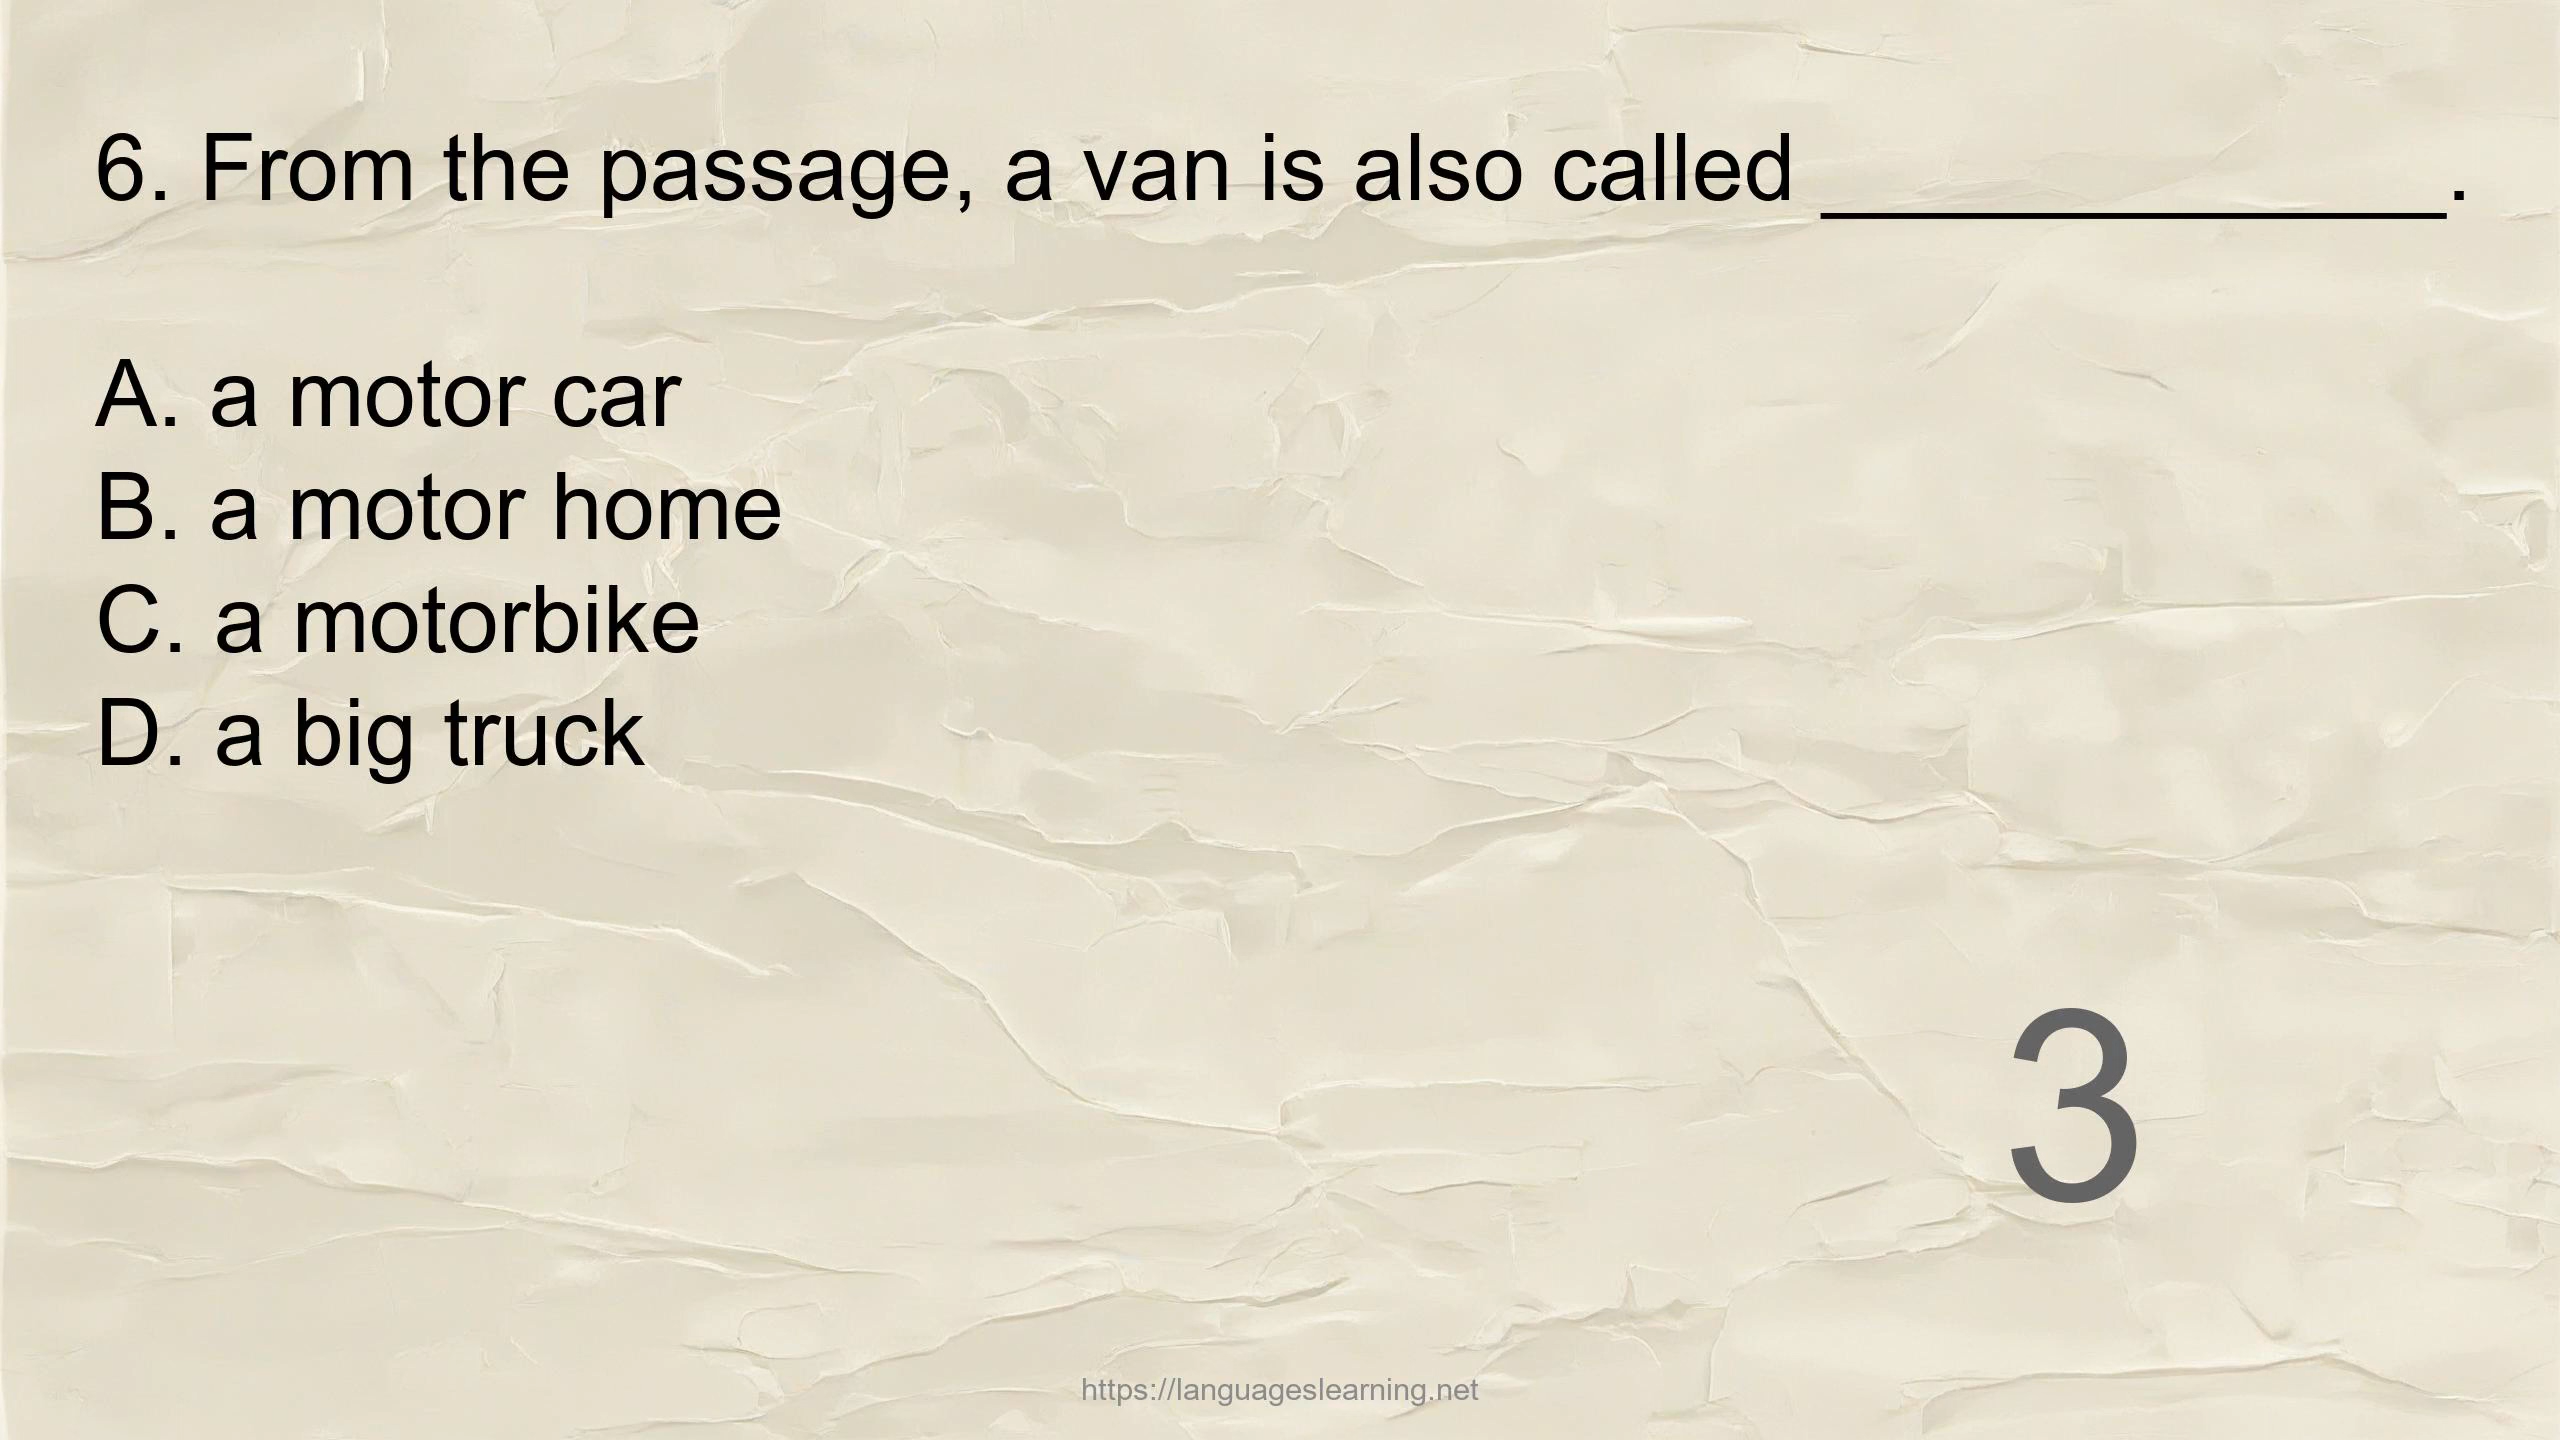 6. From the passage, a van is also called ______________.
A. a motor car
B. a motor home
C. a motorbike
D. a big truck
3
https://languageslearning.net